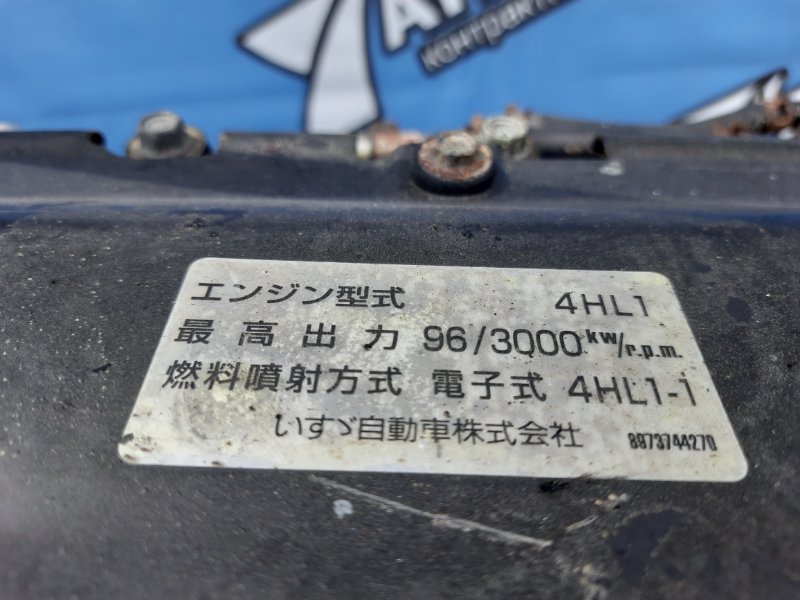 エンジン型式 4HL1
最高出力 96/3000 kw/r.p.m.
燃料噴射方式 電子式 4HL1-1
いすゞ自動車株式会社 8973744270